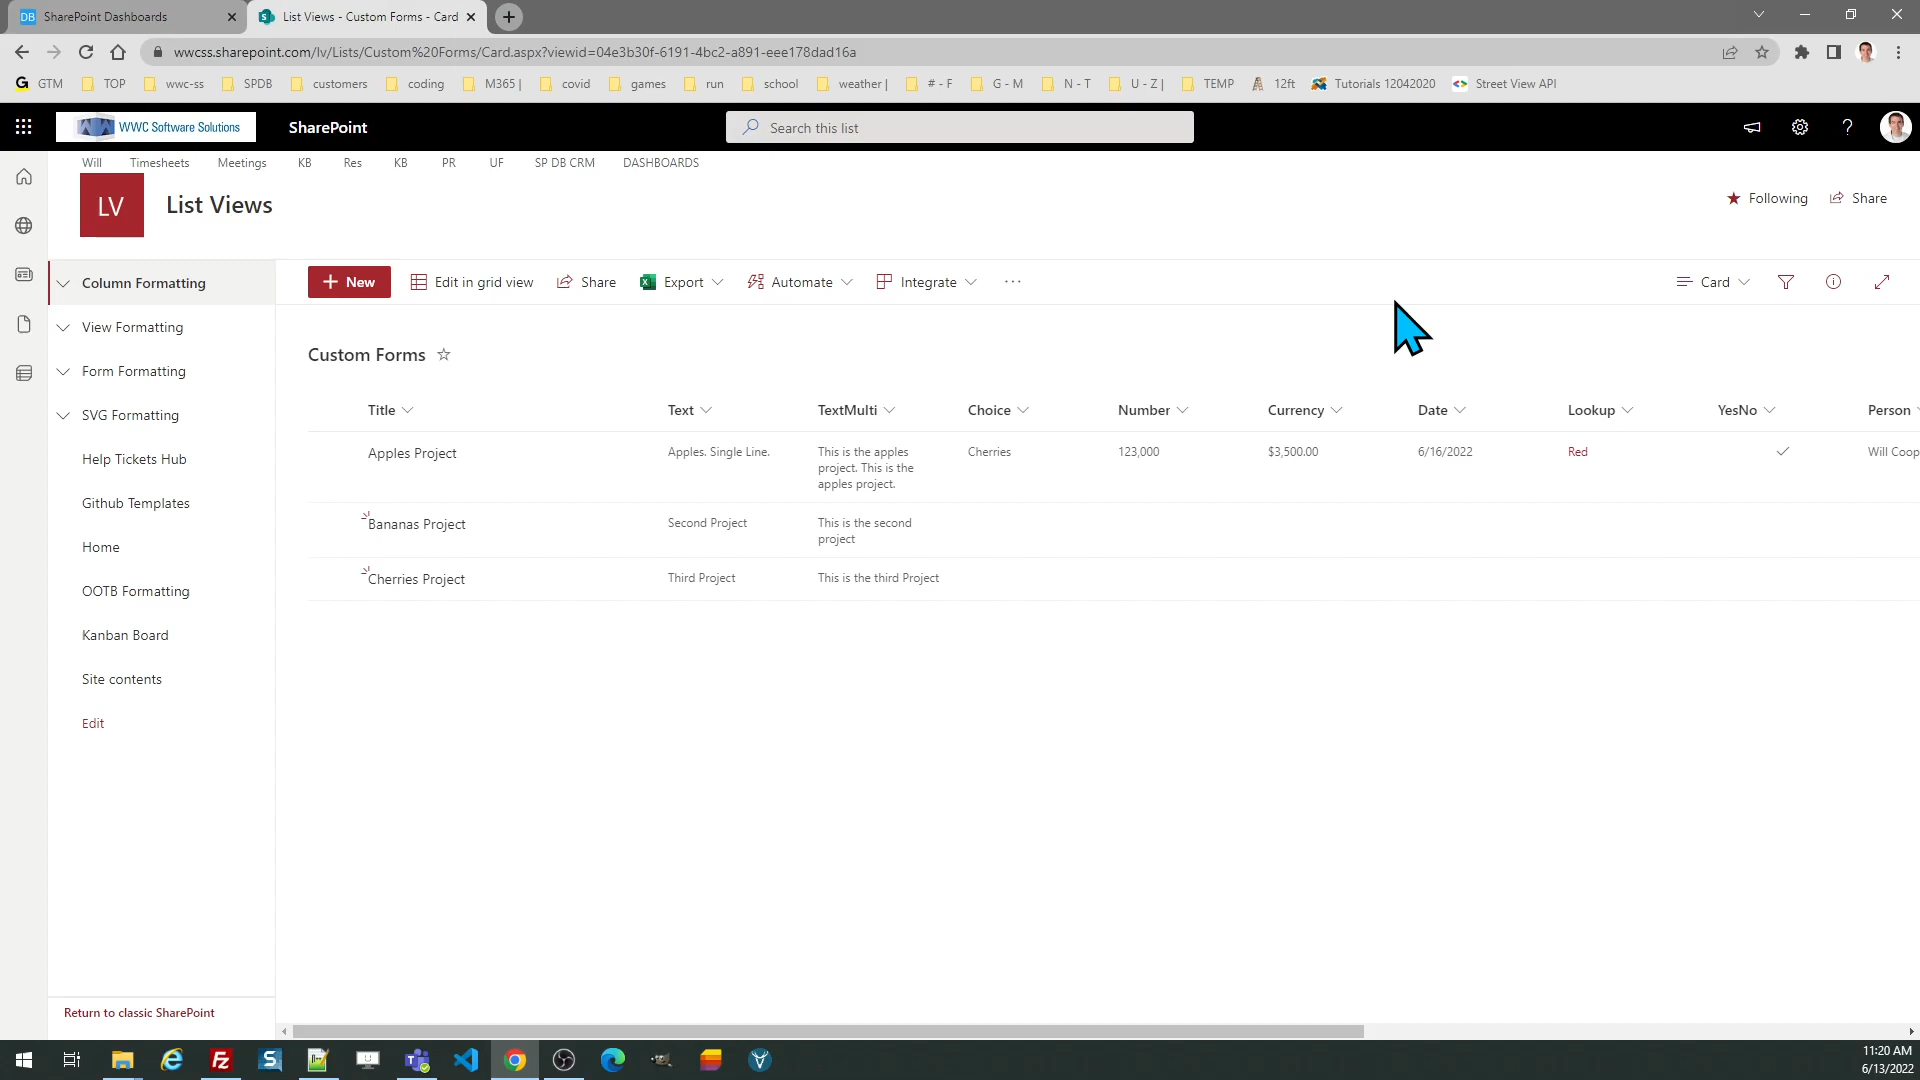 DB SharePoint Dashboards
List Views - Custom Forms - Card
wwcss.sharepoint.com/lv/Lists/Custom%20Forms/Card.aspx?viewid=04e3b30f-6191-4bc2-a891-eee178dad16a
G GTM TOP wwc-ss SPDB customers coding M365 | covid games run school weather | # - F G - M N - T U - Z | TEMP 12ft Tutorials 12042020 Street View API
WWC Software Solutions SharePoint Search this list ?
Will Timesheets Meetings KB Res KB PR UF SP DB CRM DASHBOARDS
LV List Views
Following Share
Column Formatting
View Formatting
Form Formatting
SVG Formatting
Help Tickets Hub
Github Templates
Home
OOTB Formatting
Kanban Board
Site contents
Edit
Return to classic SharePoint
+ New Edit in grid view Share Export Automate Integrate ··· Card
Custom Forms
Title Text TextMulti Choice Number Currency Date Lookup YesNo Person
Apples Project Apples. Single Line. This is the apples Cherries 123,000 $3,500.00 6/16/2022 Red Will Coop
project. This is the
apples project.
Bananas Project Second Project This is the second
project
Cherries Project Third Project This is the third Project
11:20 AM
6/13/2022